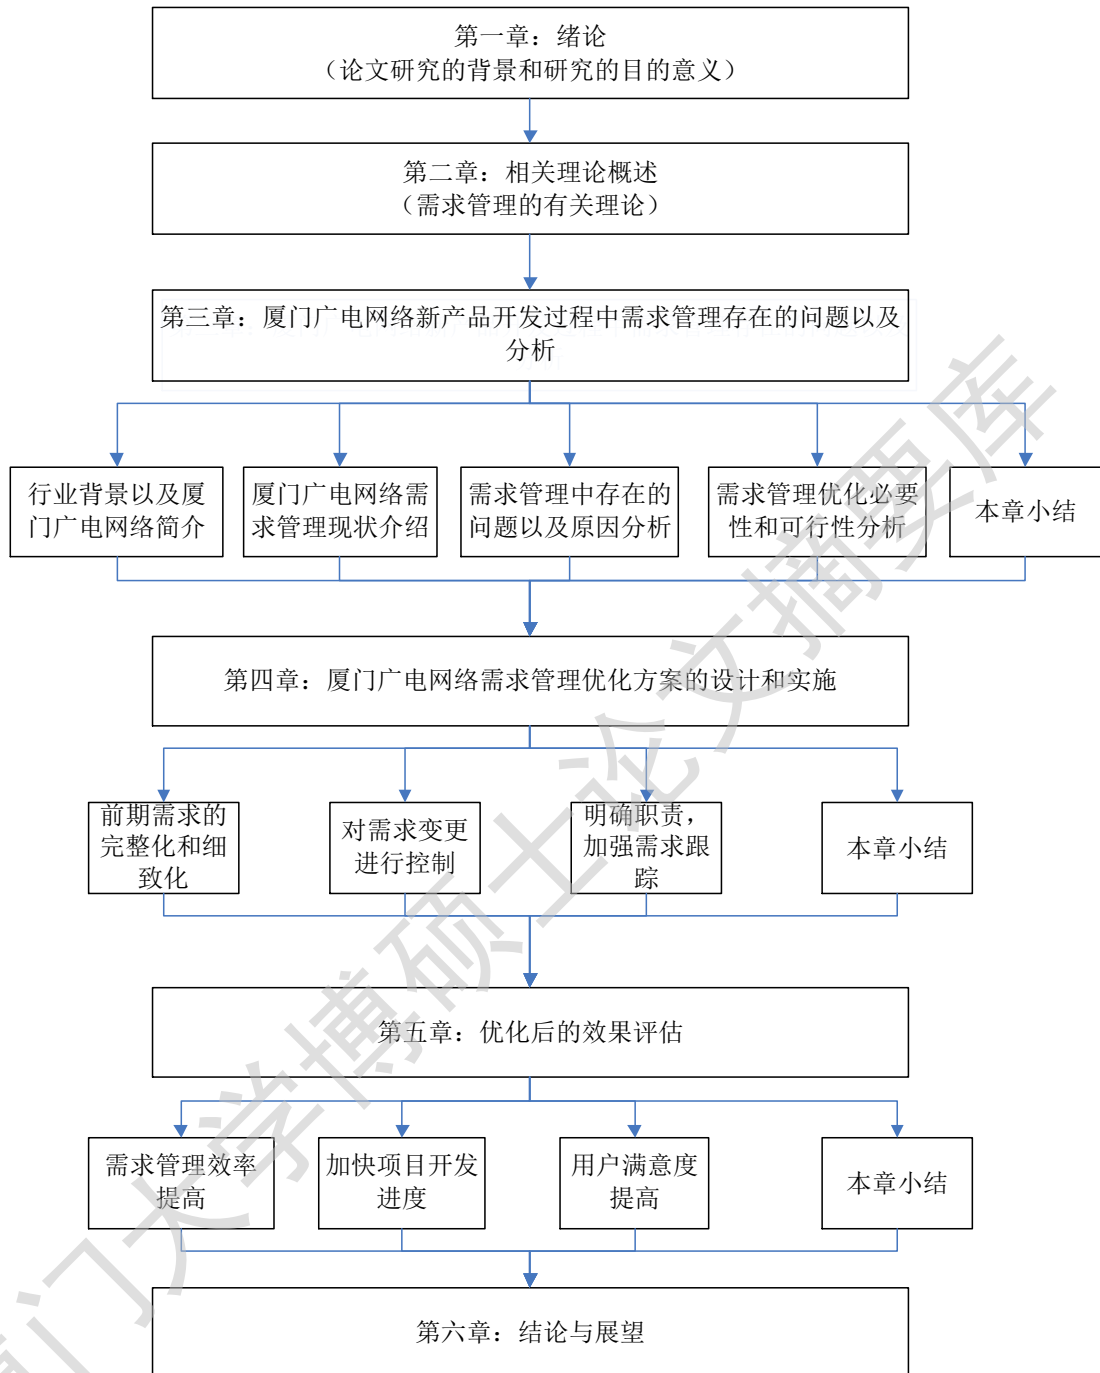 第一章：绪论
（论文研究的背景和研究的目的意义）
第二章：相关理论概述
（需求管理的有关理论）
第三章：厦门广电网络新产品开发过程中需求管理存在的问题以及
分析
行业背景以及厦
门广电网络简介
厦门广电网络需
求管理现状介绍
需求管理中存在的
问题以及原因分析
需求管理优化必要
性和可行性分析
本章小结
第四章：厦门广电网络需求管理优化方案的设计和实施
前期需求的
完整化和细
致化
对需求变更
进行控制
明确职责，
加强需求跟
踪
本章小结
第五章：优化后的效果评估
需求管理效率
提高
加快项目开发
进度
用户满意度
提高
本章小结
第六章：结论与展望
门大学博硕士论文摘要库